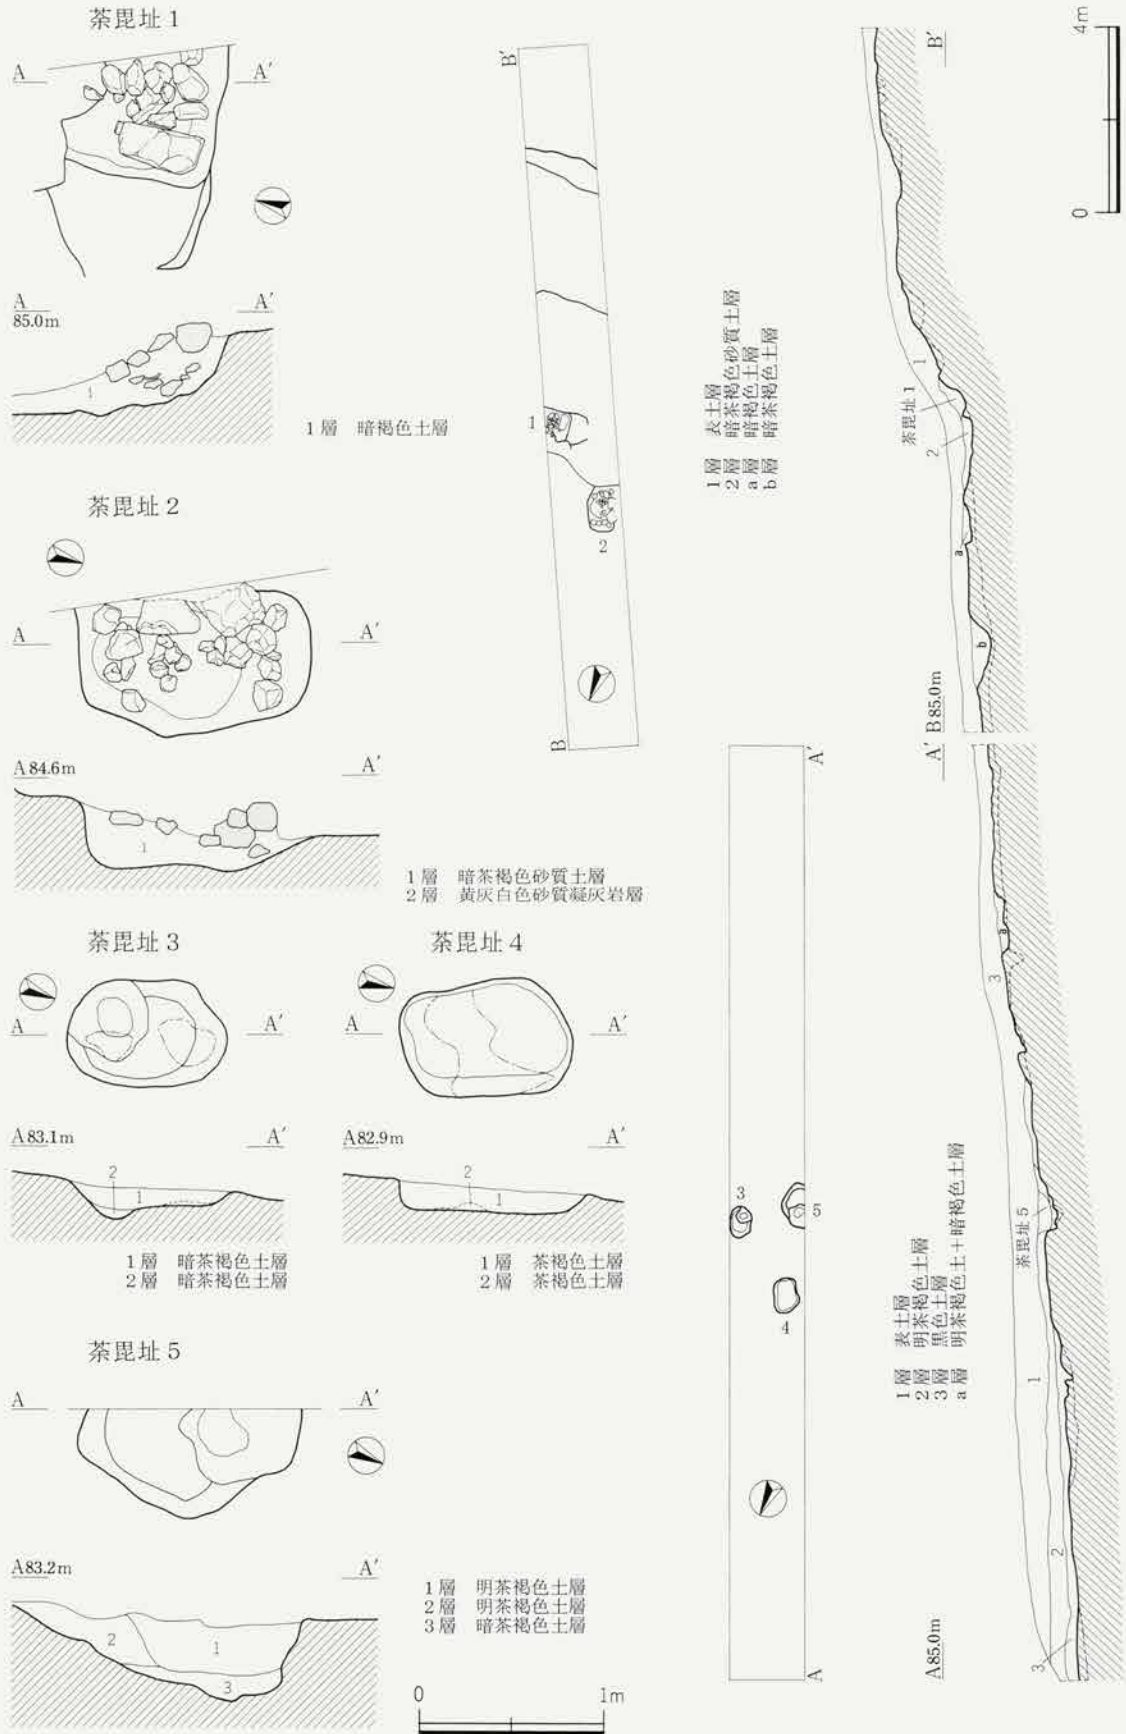 荼毘址 1
A A′
A A′
85.0m
1
1層 暗褐色土層
荼毘址 2
A A′
A 84.6m A′
1
1層 暗茶褐色砂質土層
2層 黄灰白色砂質凝灰岩層
荼毘址 3
A A′
A 83.1m A′
2
1
1層 暗茶褐色土層
2層 暗茶褐色土層
荼毘址 4
A A′
A 82.9m A′
2
1
1層 茶褐色土層
2層 茶褐色土層
荼毘址 5
A A′
A 83.2m A′
2
1
3
1層 明茶褐色土層
2層 明茶褐色土層
3層 暗茶褐色土層
0 1m
B′
1
2
B
1層 表土層
2層 暗茶褐色砂質土層
a層 暗褐色土層
b層 暗茶褐色土層
B′
0 4m
1
荼毘址 1
2
a
b
B 85.0m
A′
3
5
4
A
1層 表土層
2層 明茶褐色土層
3層 黒色土層
a層 明茶褐色土＋暗褐色土層
A′
a
3
荼毘址 5
1
2
3
A 85.0m